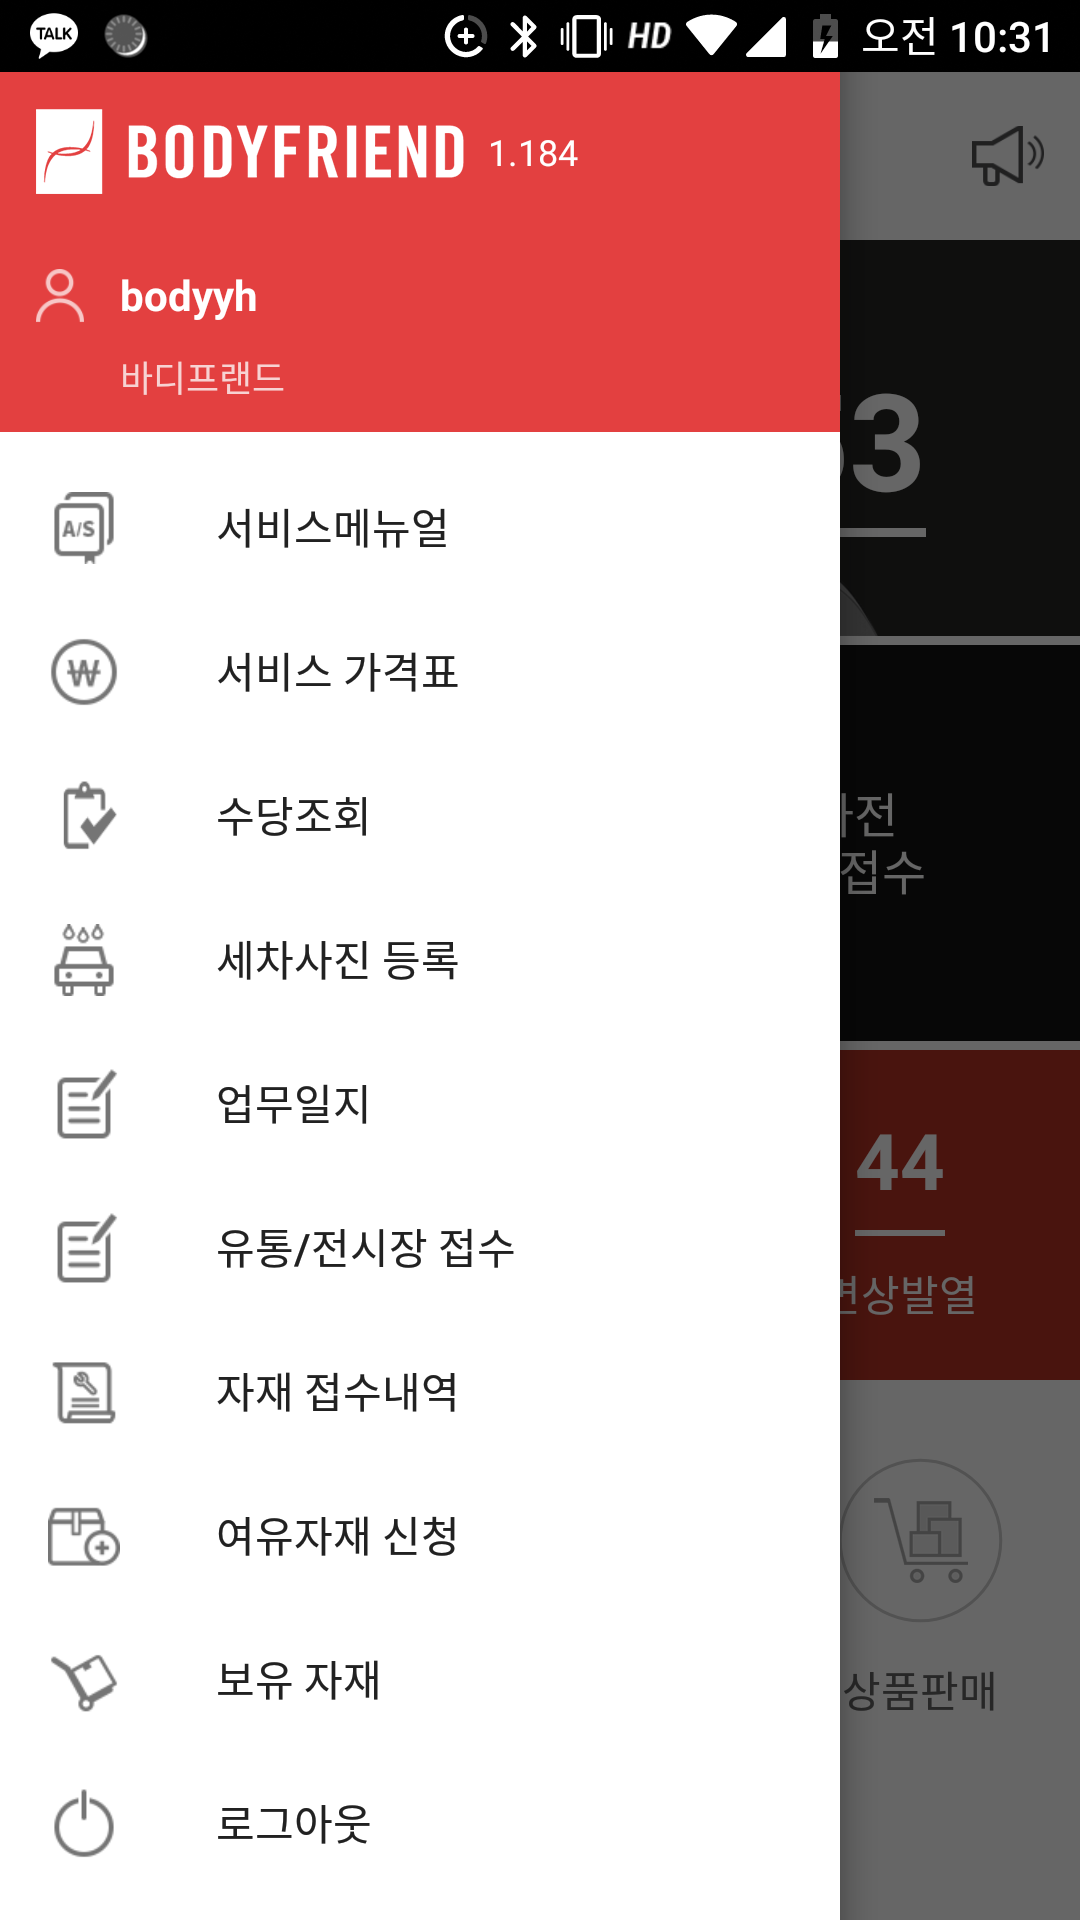 TALK HD 오전 10:31
BODYFRIEND 1.184
bodyyh
바디프랜드
A/S 서비스메뉴얼
서비스 가격표
수당조회
세차사진 등록
업무일지
유통/전시장 접수
자재 접수내역
여유자재 신청
보유 자재
로그아웃
3
전
접수
44
상발열
상품판매